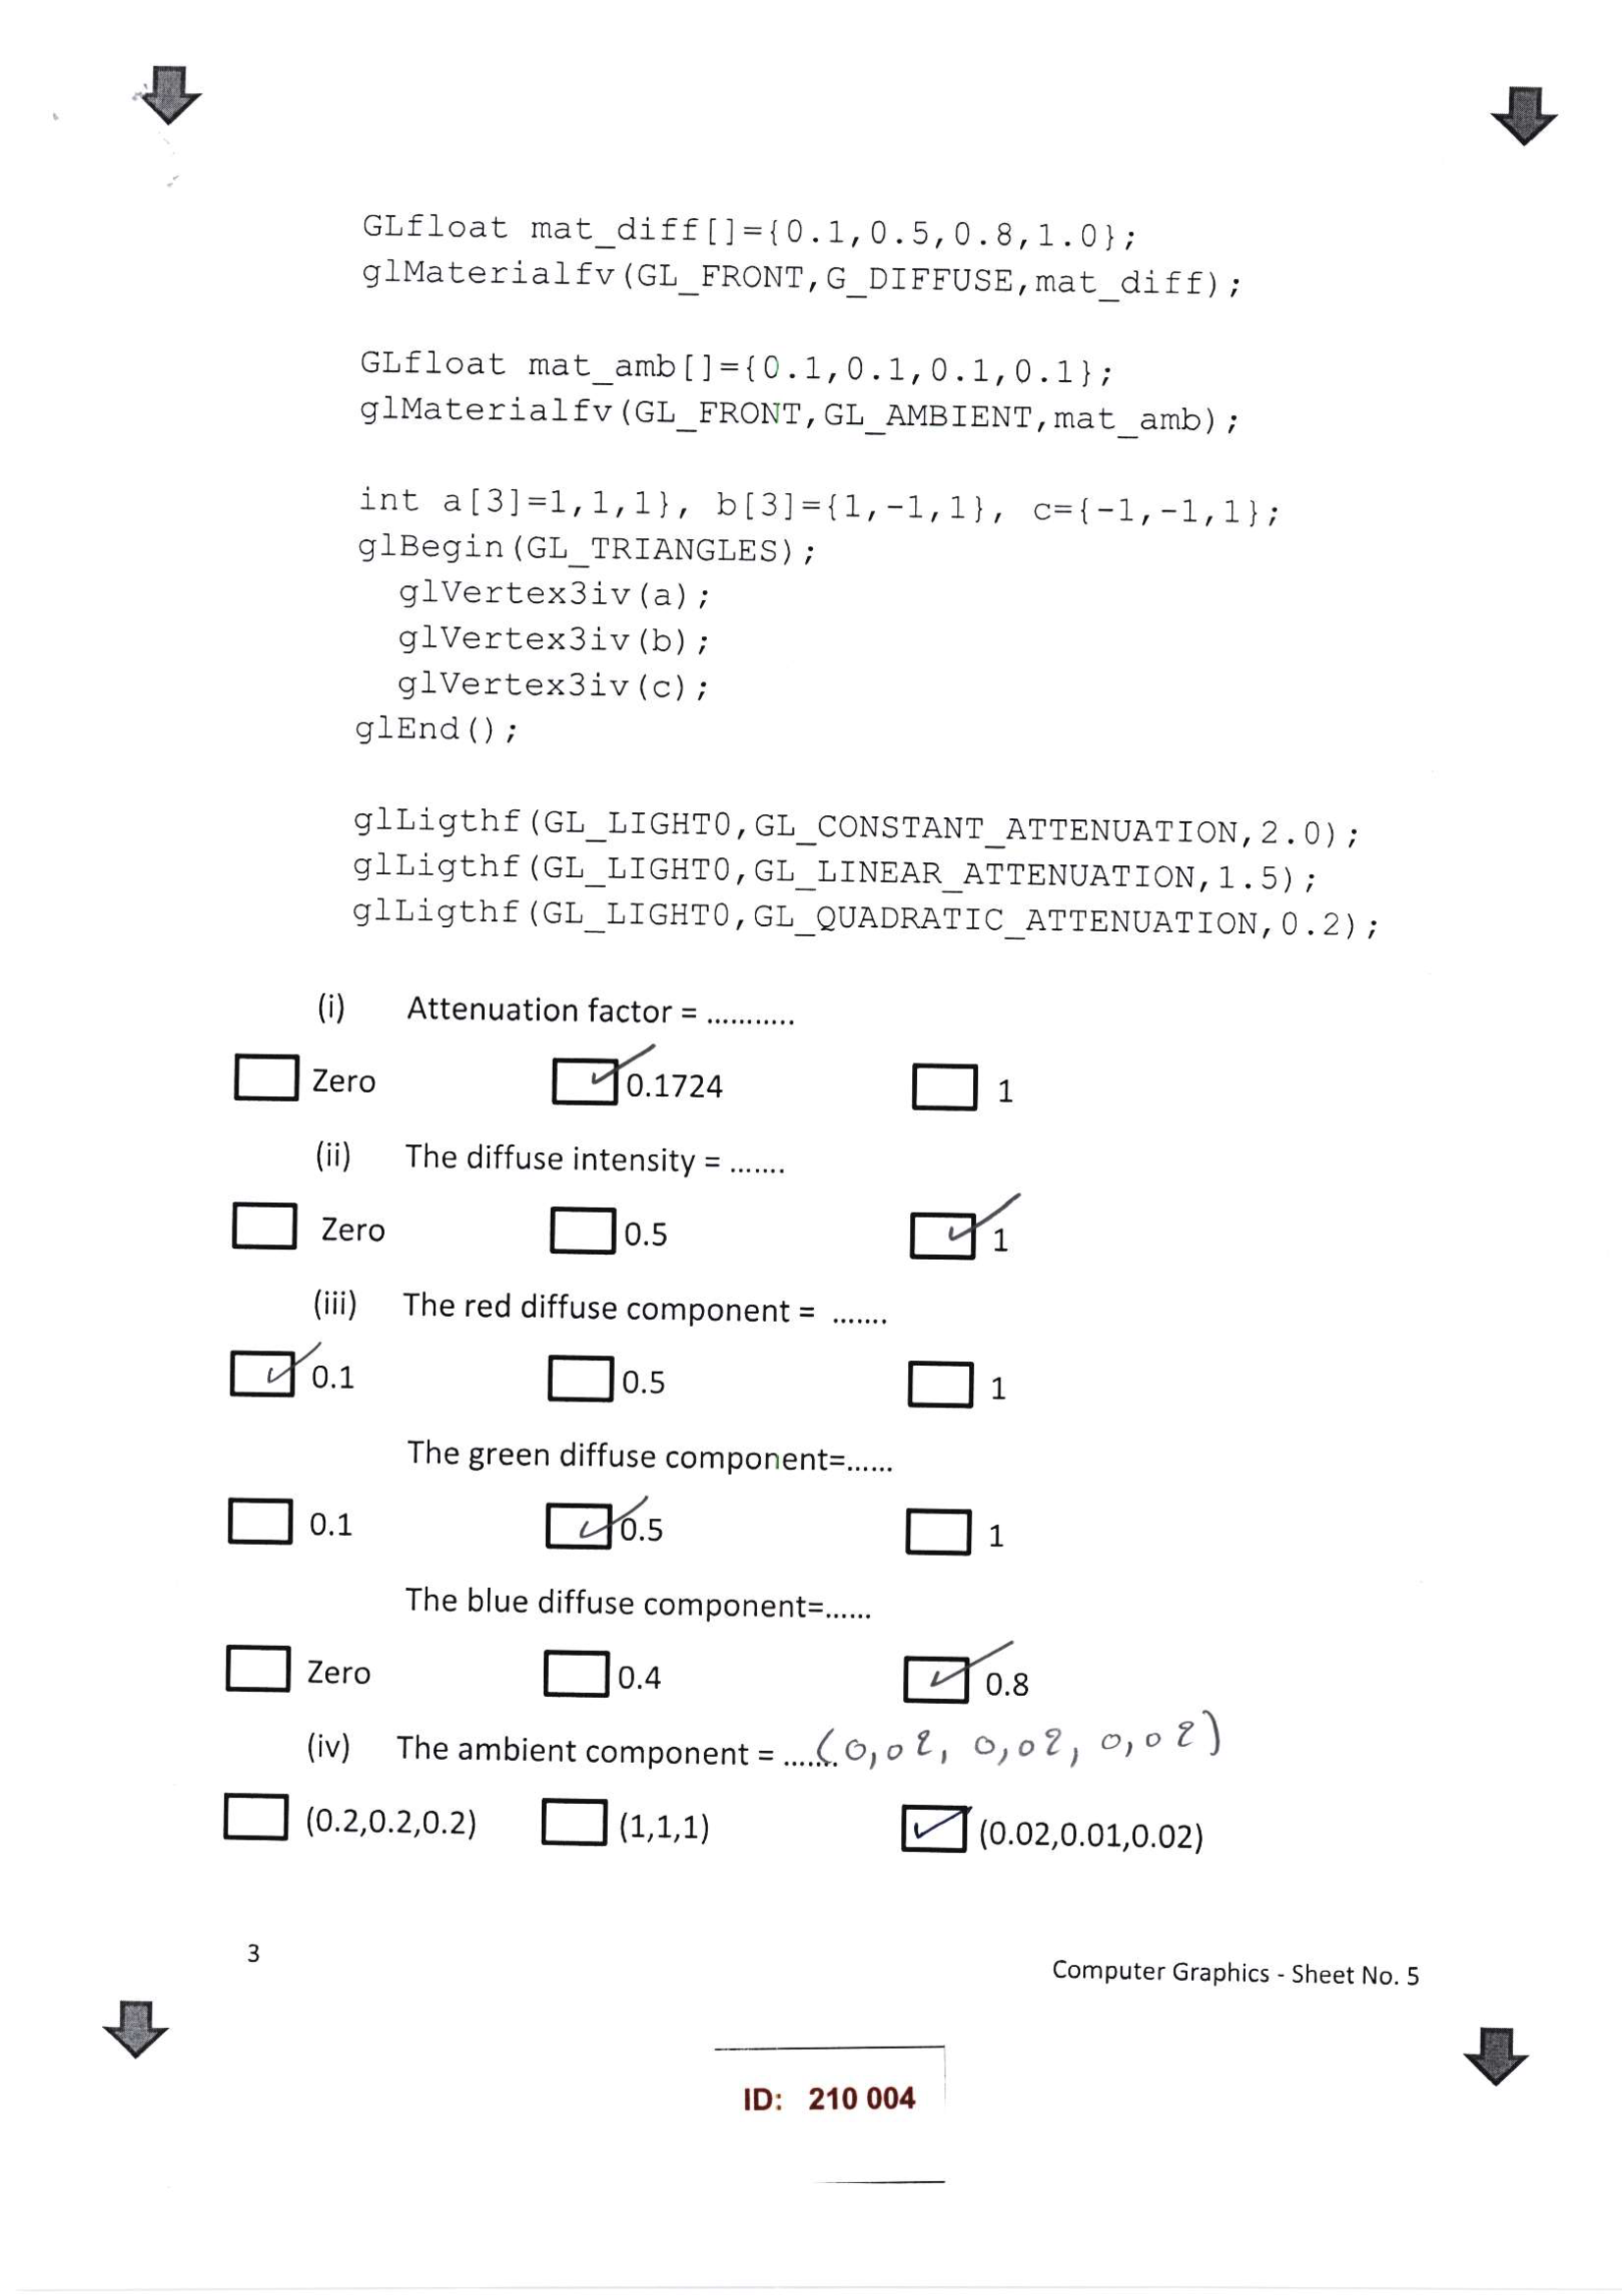 GLfloat mat_diff[]={0.1,0.5,0.8,1.0};
glMaterialfv(GL_FRONT,G_DIFFUSE,mat_diff);
GLfloat mat_amb[]={0.1,0.1,0.1,0.1};
glMaterialfv(GL_FRONT,GL_AMBIENT,mat_amb);
int a[3]=1,1,1}, b[3]={1,-1,1}, c={-1,-1,1};
glBegin(GL_TRIANGLES);
glVertex3iv(a);
glVertex3iv(b);
glVertex3iv(c);
glEnd();
glLigthf(GL_LIGHT0,GL_CONSTANT_ATTENUATION,2.0);
glLigthf(GL_LIGHT0,GL_LINEAR_ATTENUATION,1.5);
glLigthf(GL_LIGHT0,GL_QUADRATIC_ATTENUATION,0.2);
(i) Attenuation factor = ...........
Zero 0.1724 1
(ii) The diffuse intensity = .......
Zero 0.5 1
(iii) The red diffuse component = .......
0.1 0.5 1
The green diffuse component=......
0.1 0.5 1
The blue diffuse component=......
Zero 0.4 0.8
(iv) The ambient component = .......(0,02, 0,02, 0,02)
(0.2,0.2,0.2) (1,1,1) (0.02,0.01,0.02)
3 Computer Graphics - Sheet No. 5
ID: 210 004